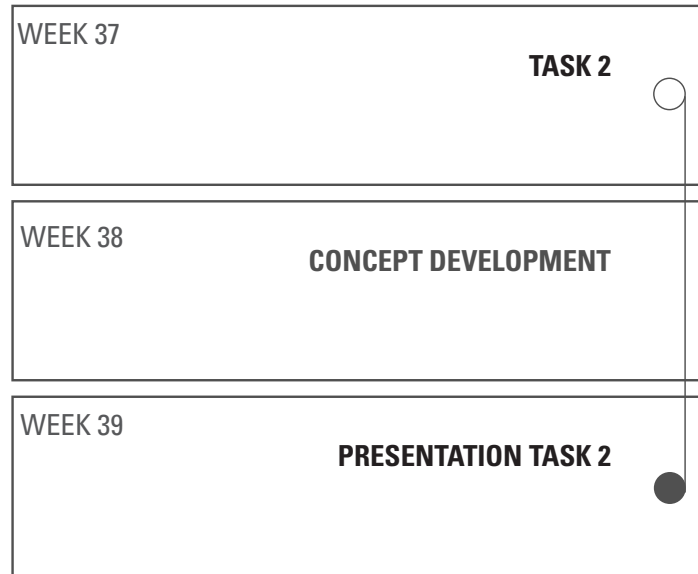 WEEK 37
TASK 2
WEEK 38
CONCEPT DEVELOPMENT
WEEK 39
PRESENTATION TASK 2